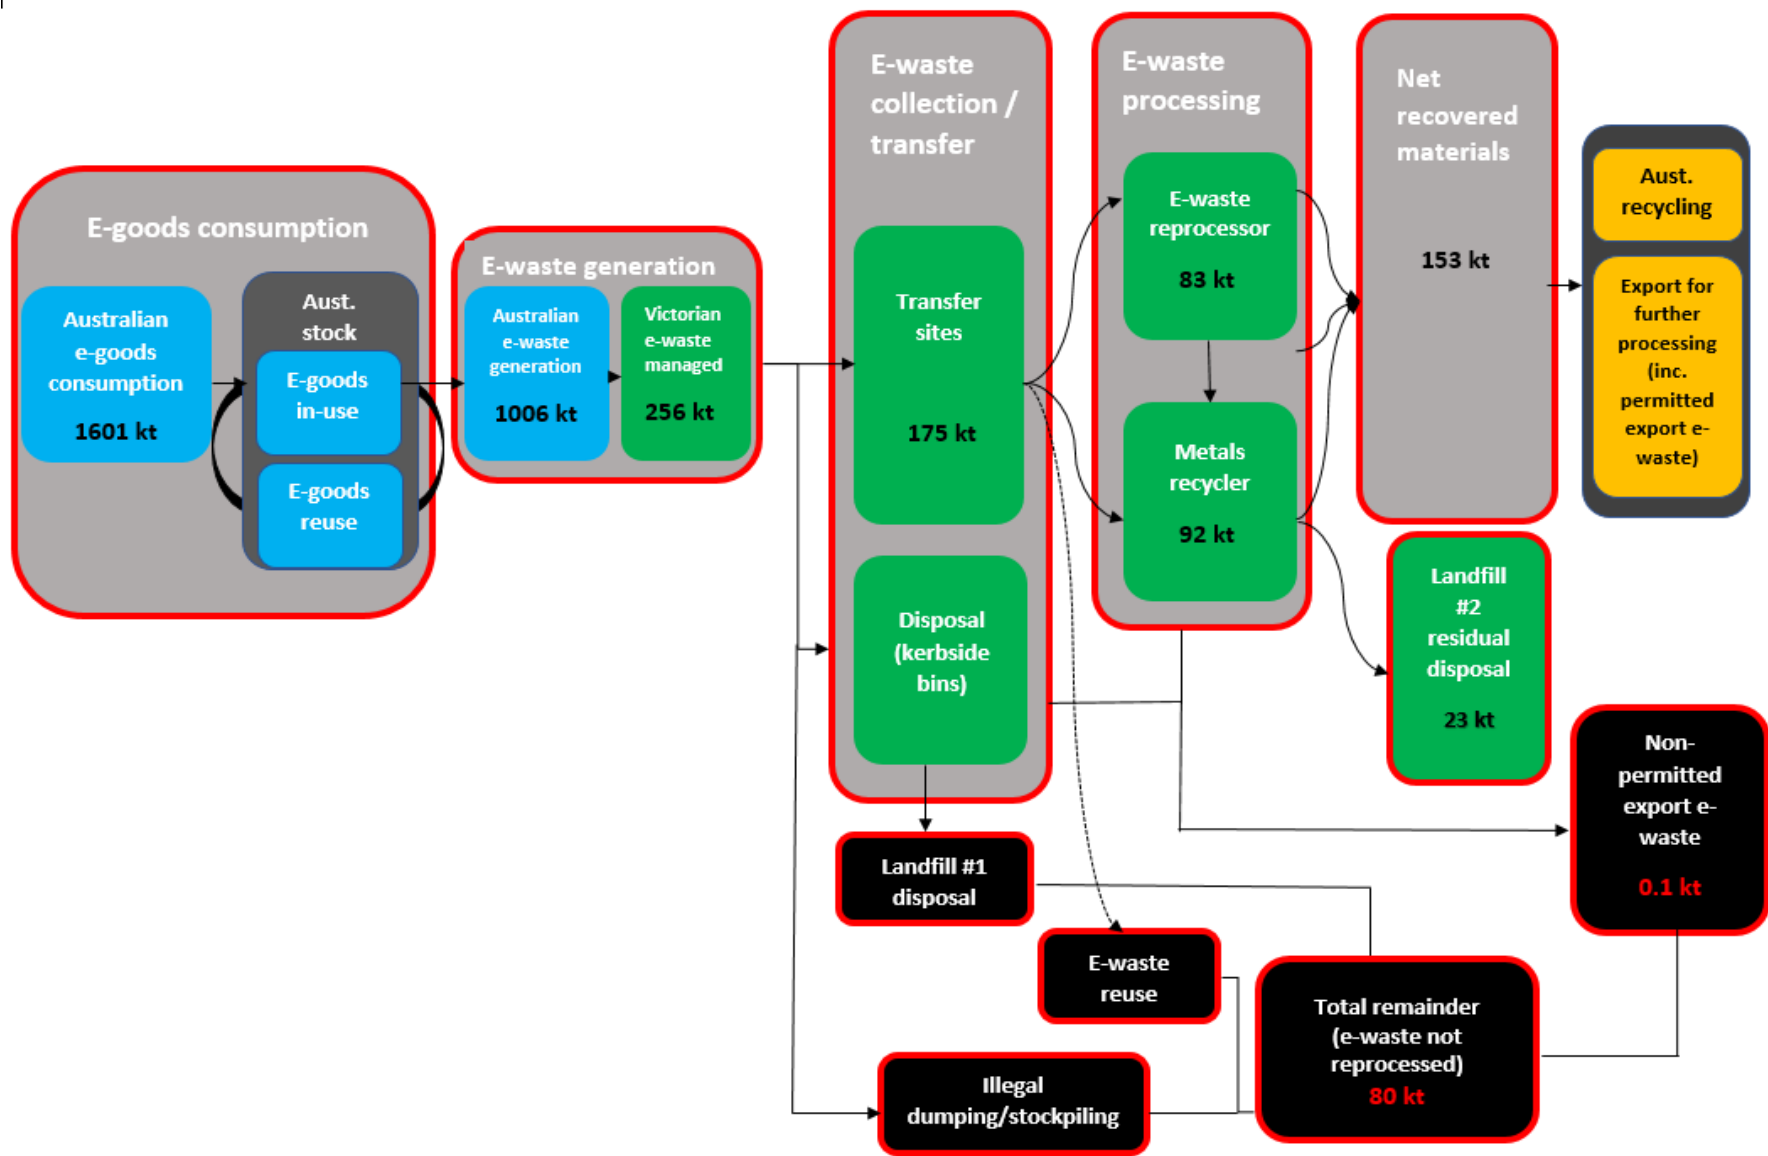 E-goods consumption
Australian
e-goods
consumption
1601 kt
Aust.
stock
E-goods
in-use
E-goods
reuse
E-waste generation
Australian
e-waste
generation
1006 kt
Victorian
e-waste
managed
256 kt
E-waste
collection /
transfer
Transfer
sites
175 kt
Disposal
(kerbside
bins)
Landfill #1
disposal
E-waste
processing
E-waste
reprocessor
83 kt
Metals
recycler
92 kt
Net
recovered
materials
153 kt
Aust.
recycling
Export for
further
processing
(inc.
permitted
export e-
waste)
Landfill
#2
residual
disposal
23 kt
Non-
permitted
export e-
waste
0.1 kt
E-waste
reuse
Illegal
dumping/stockpiling
Total remainder
(e-waste not
reprocessed)
80 kt